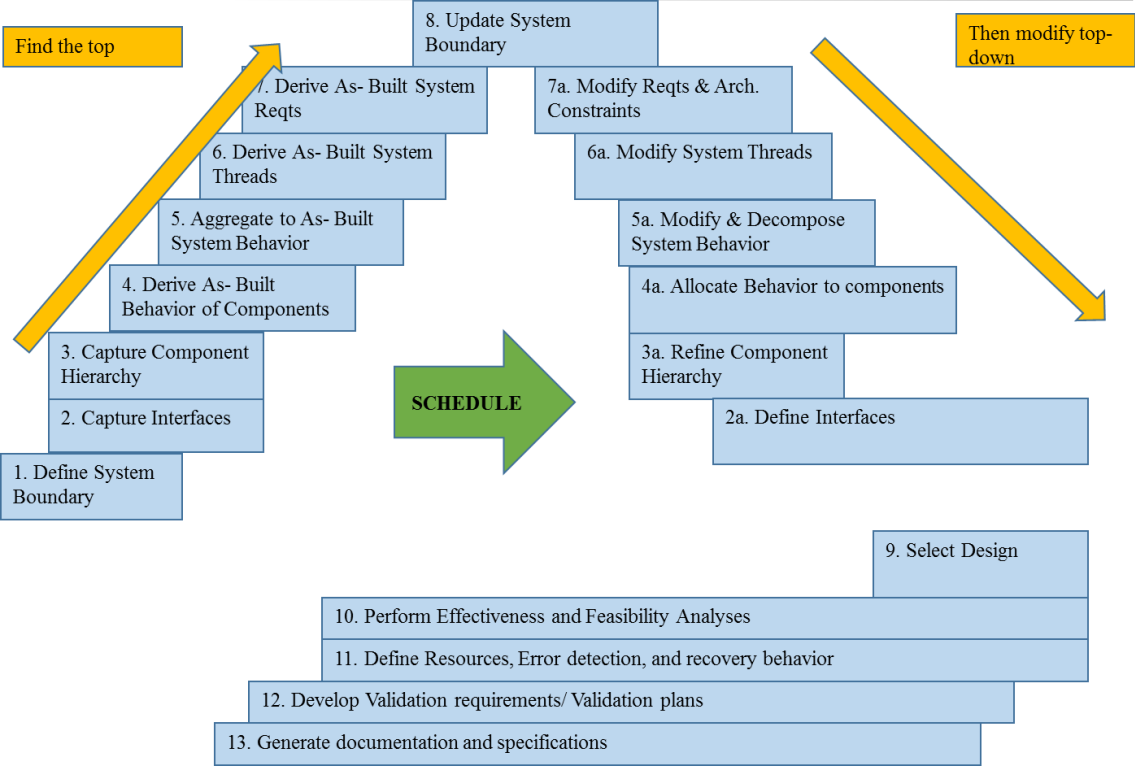 8. Update System
Boundary
Find the top
Then modify top-
down
7. Derive As- Built System
Reqts
7a. Modify Reqts & Arch.
Constraints
6. Derive As- Built System
Threads
6a. Modify System Threads
5. Aggregate to As- Built
System Behavior
5a. Modify & Decompose
System Behavior
4. Derive As- Built
Behavior of Components
4a. Allocate Behavior to components
3. Capture Component
Hierarchy
3a. Refine Component
Hierarchy
2. Capture Interfaces
SCHEDULE
2a. Define Interfaces
1. Define System
Boundary
9. Select Design
10. Perform Effectiveness and Feasibility Analyses
11. Define Resources, Error detection, and recovery behavior
12. Develop Validation requirements/ Validation plans
13. Generate documentation and specifications